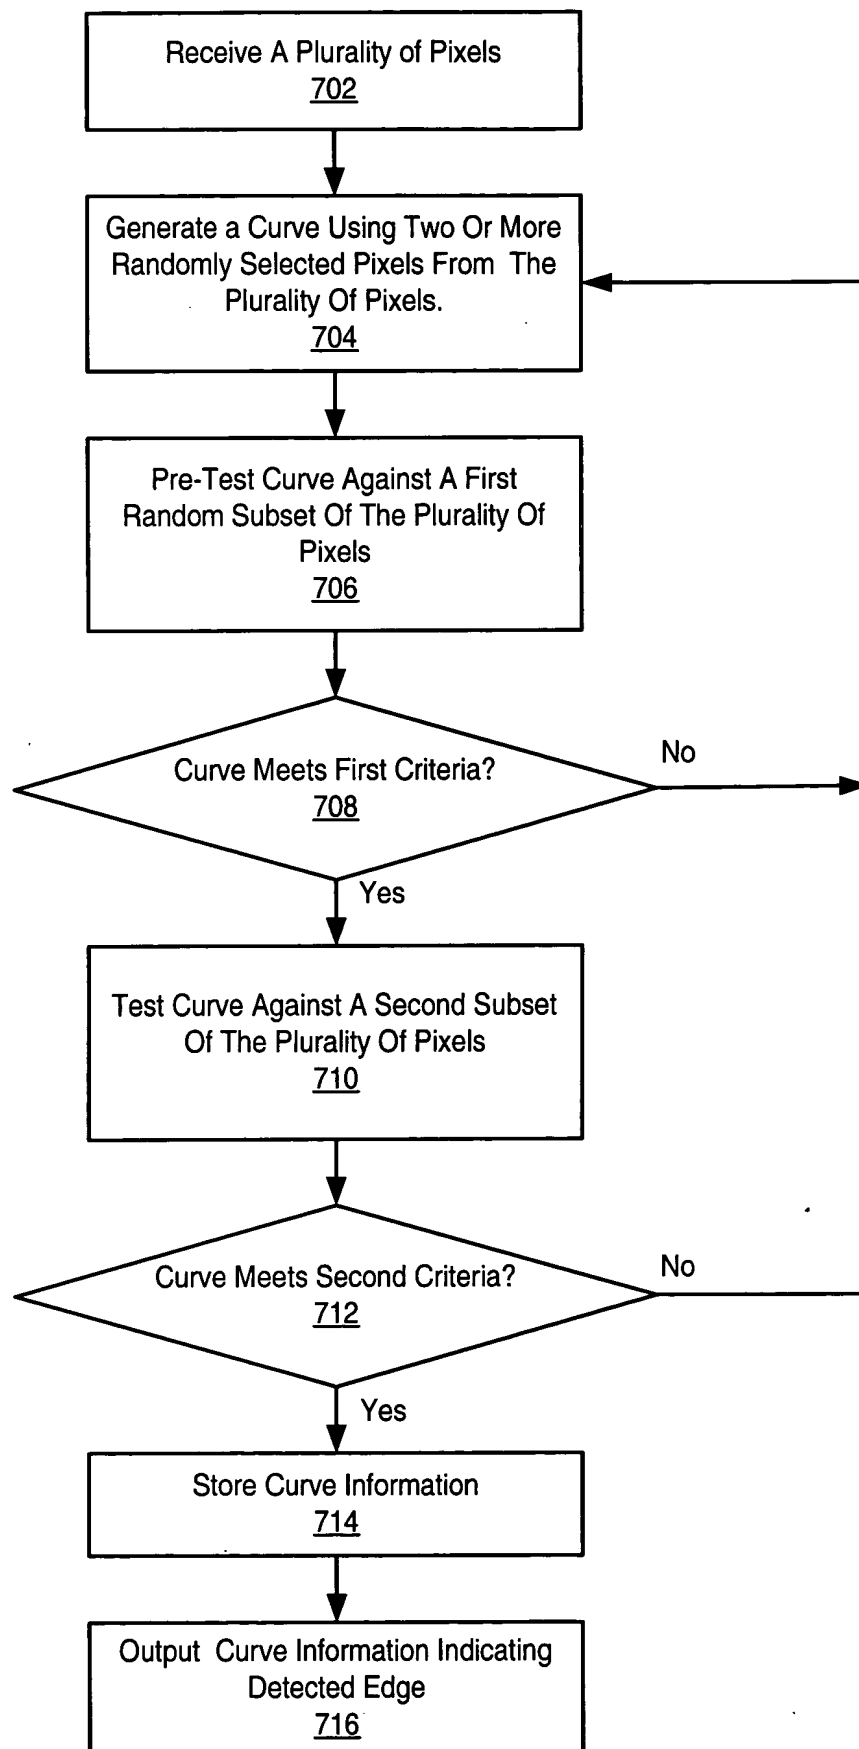 Receive A Plurality of Pixels
702
Generate a Curve Using Two Or More
Randomly Selected Pixels From The
Plurality Of Pixels.
704
Pre-Test Curve Against A First
Random Subset Of The Plurality Of
Pixels
706
Curve Meets First Criteria?
708
No
Yes
Test Curve Against A Second Subset
Of The Plurality Of Pixels
710
Curve Meets Second Criteria?
712
No
Yes
Store Curve Information
714
Output Curve Information Indicating
Detected Edge
716